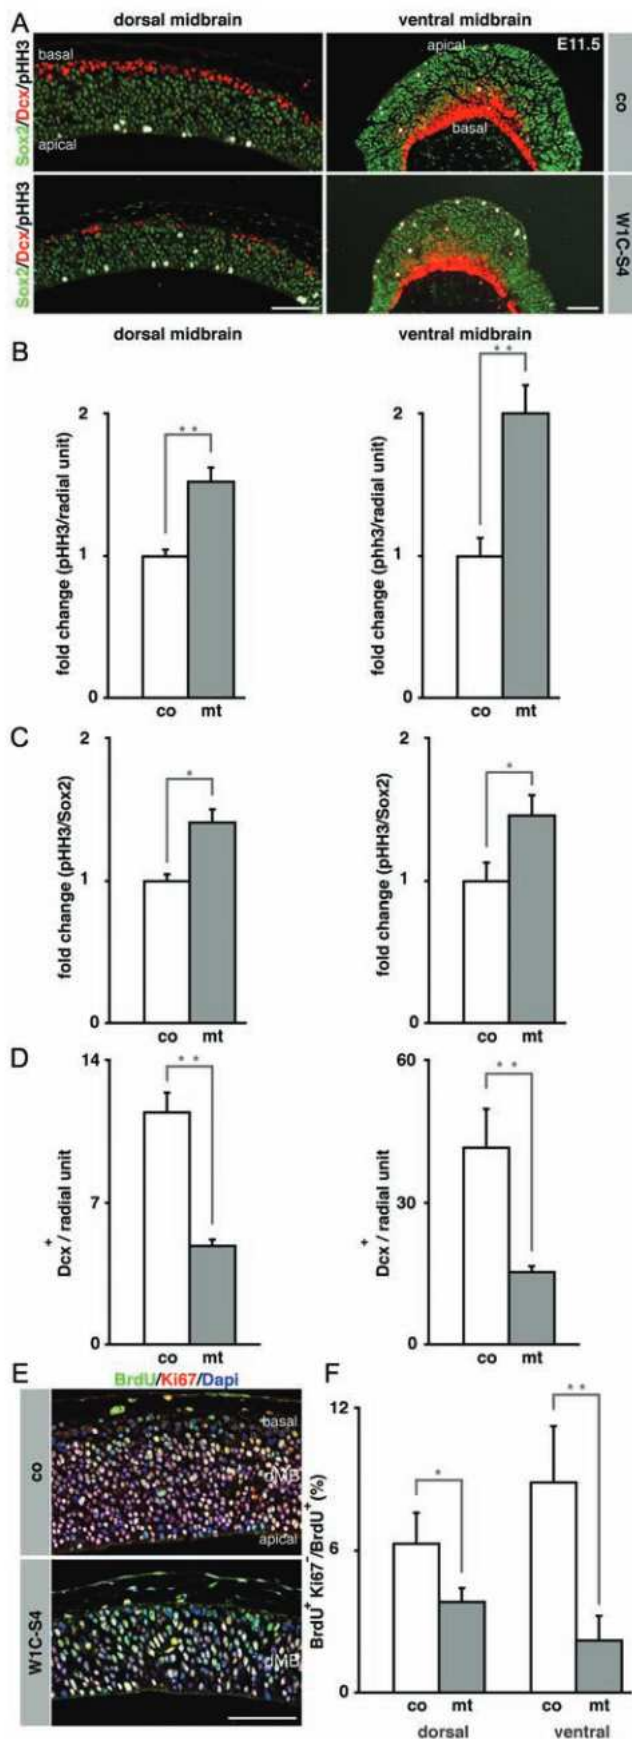 A
dorsal midbrain
ventral midbrain
Sox2/Dcx/pHH3
basal
apical
apical
E11.5
basal
co
Sox2/Dcx/pHH3
W1C-S4
dorsal midbrain
ventral midbrain
B
fold change (pHH3/radial unit)
2
1
0
**
co mt
fold change (phh3/radial unit)
2
1
0
**
co mt
C
fold change (pHH3/Sox2)
2
1
0
*
co mt
fold change (pHH3/Sox2)
2
1
0
*
co mt
D
Dcx+/ radial unit
14
7
0
**
co mt
Dcx+/ radial unit
60
30
0
**
co mt
E
BrdU/Ki67/Dapi
co
basal
dMB
apical
W1C-S4
dMB
F
BrdU+Ki67-/BrdU+ (%)
12
6
0
*
**
co mt co mt
dorsal ventral